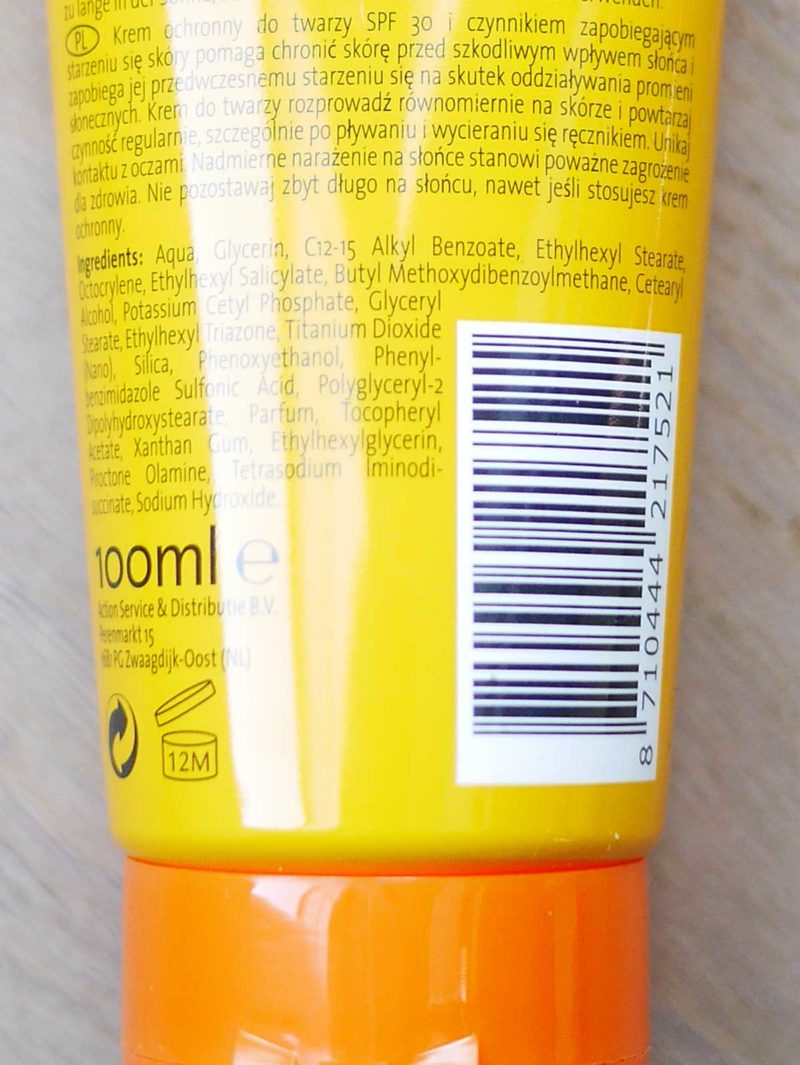 zu lange in der
PL Krem ochronny do twarzy SPF 30 i czynnikiem zapobiegającym
starzeniu się skóry pomaga chronić skórę przed szkodliwym wpływem słońca i
zapobiega jej przedwczesnemu starzeniu się na skutek oddziaływania promieni
słonecznych. Krem do twarzy rozprowadź równomiernie na skórze i powtarzaj
czynność regularnie, szczególnie po pływaniu i wycieraniu się ręcznikiem. Unikaj
kontaktu z oczami. Nadmierne narażenie na słońce stanowi poważne zagrożenie
dla zdrowia. Nie pozostawaj zbyt długo na słońcu, nawet jeśli stosujesz krem
ochronny.
Ingredients: Aqua, Glycerin, C12-15 Alkyl Benzoate, Ethylhexyl Stearate,
Octocrylene, Ethylhexyl Salicylate, Butyl Methoxydibenzoylmethane, Cetearyl
Alcohol, Potassium Cetyl Phosphate, Glyceryl
Stearate, Ethylhexyl Triazone, Titanium Dioxide
(Nano), Silica, Phenoxyethanol, Phenyl-
benzimidazole Sulfonic Acid, Polyglyceryl-2
Dipolyhydroxystearate, Parfum, Tocopheryl
Acetate, Xanthan Gum, Ethylhexylglycerin,
Piroctone Olamine, Tetrasodium Iminodi-
succinate, Sodium Hydroxide.
100ml e
Action Service & Distributie B.V.
Perenmarkt 15
1681 PG Zwaagdijk-Oost (NL)
12M
8 710444 217521